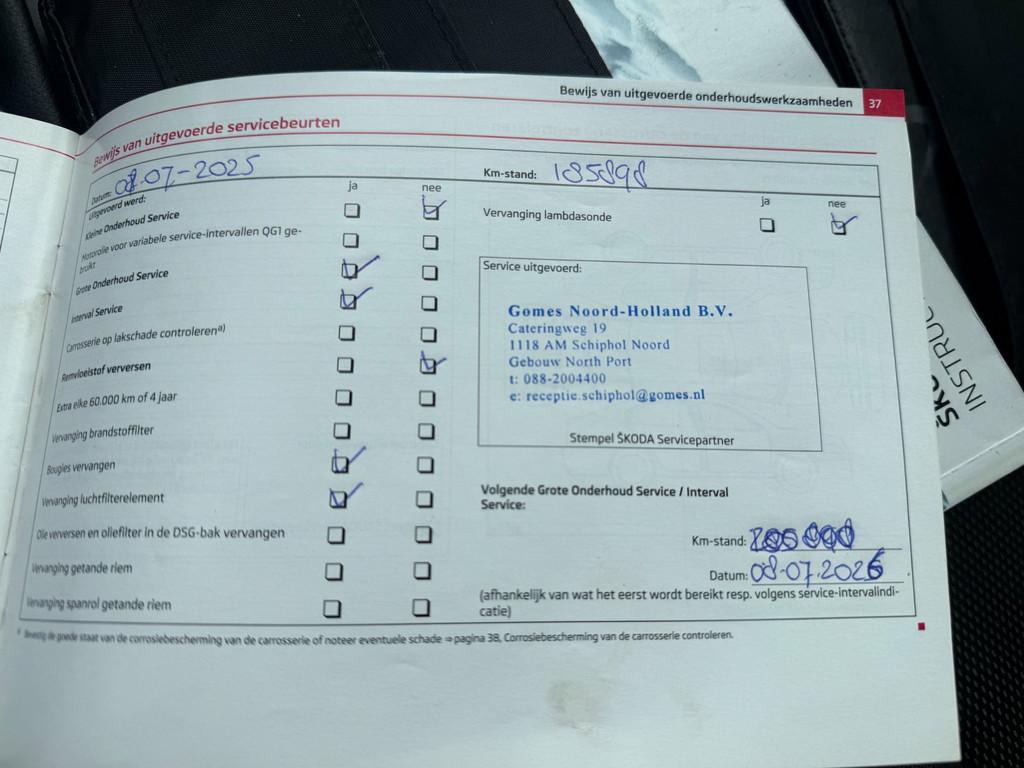 Bewijs van uitgevoerde onderhoudswerkzaamheden 37
Bewijs van uitgevoerde servicebeurten
Datum: 08.07-2025
Km-stand: 185898
Uitgevoerd werd:
ja nee
Kleine Onderhoud Service
Motorolie voor variabele service-intervallen QG1 ge-
bruikt
Grote Onderhoud Service
Interval Service
Carrosserie op lakschade controleren a)
Remvloeistof verversen
Extra elke 60.000 km of 4 jaar
Vervanging brandstoffilter
Bougies vervangen
Vervanging luchtfilterelement
Olie verversen en oliefilter in de DSG-bak vervangen
Vervanging getande riem
Vervanging spanrol getande riem
ja nee
Vervanging lambdasonde
Service uitgevoerd:
Gomes Noord-Holland B.V.
Cateringweg 19
1118 AM Schiphol Noord
Gebouw North Port
t: 088-2004400
e: receptie.schiphol@gomes.nl
Stempel ŠKODA Servicepartner
Volgende Grote Onderhoud Service / Interval
Service:
Km-stand:
Datum: 08-07.2026
(afhankelijk van wat het eerst wordt bereikt resp. volgens service-intervalindi-
catie)
a) Bevestig de goede staat van de corrosiebescherming van de carrosserie of noteer eventuele schade ⇒ pagina 38, Corrosiebescherming van de carrosserie controleren.
ŠKO
INSTRUC